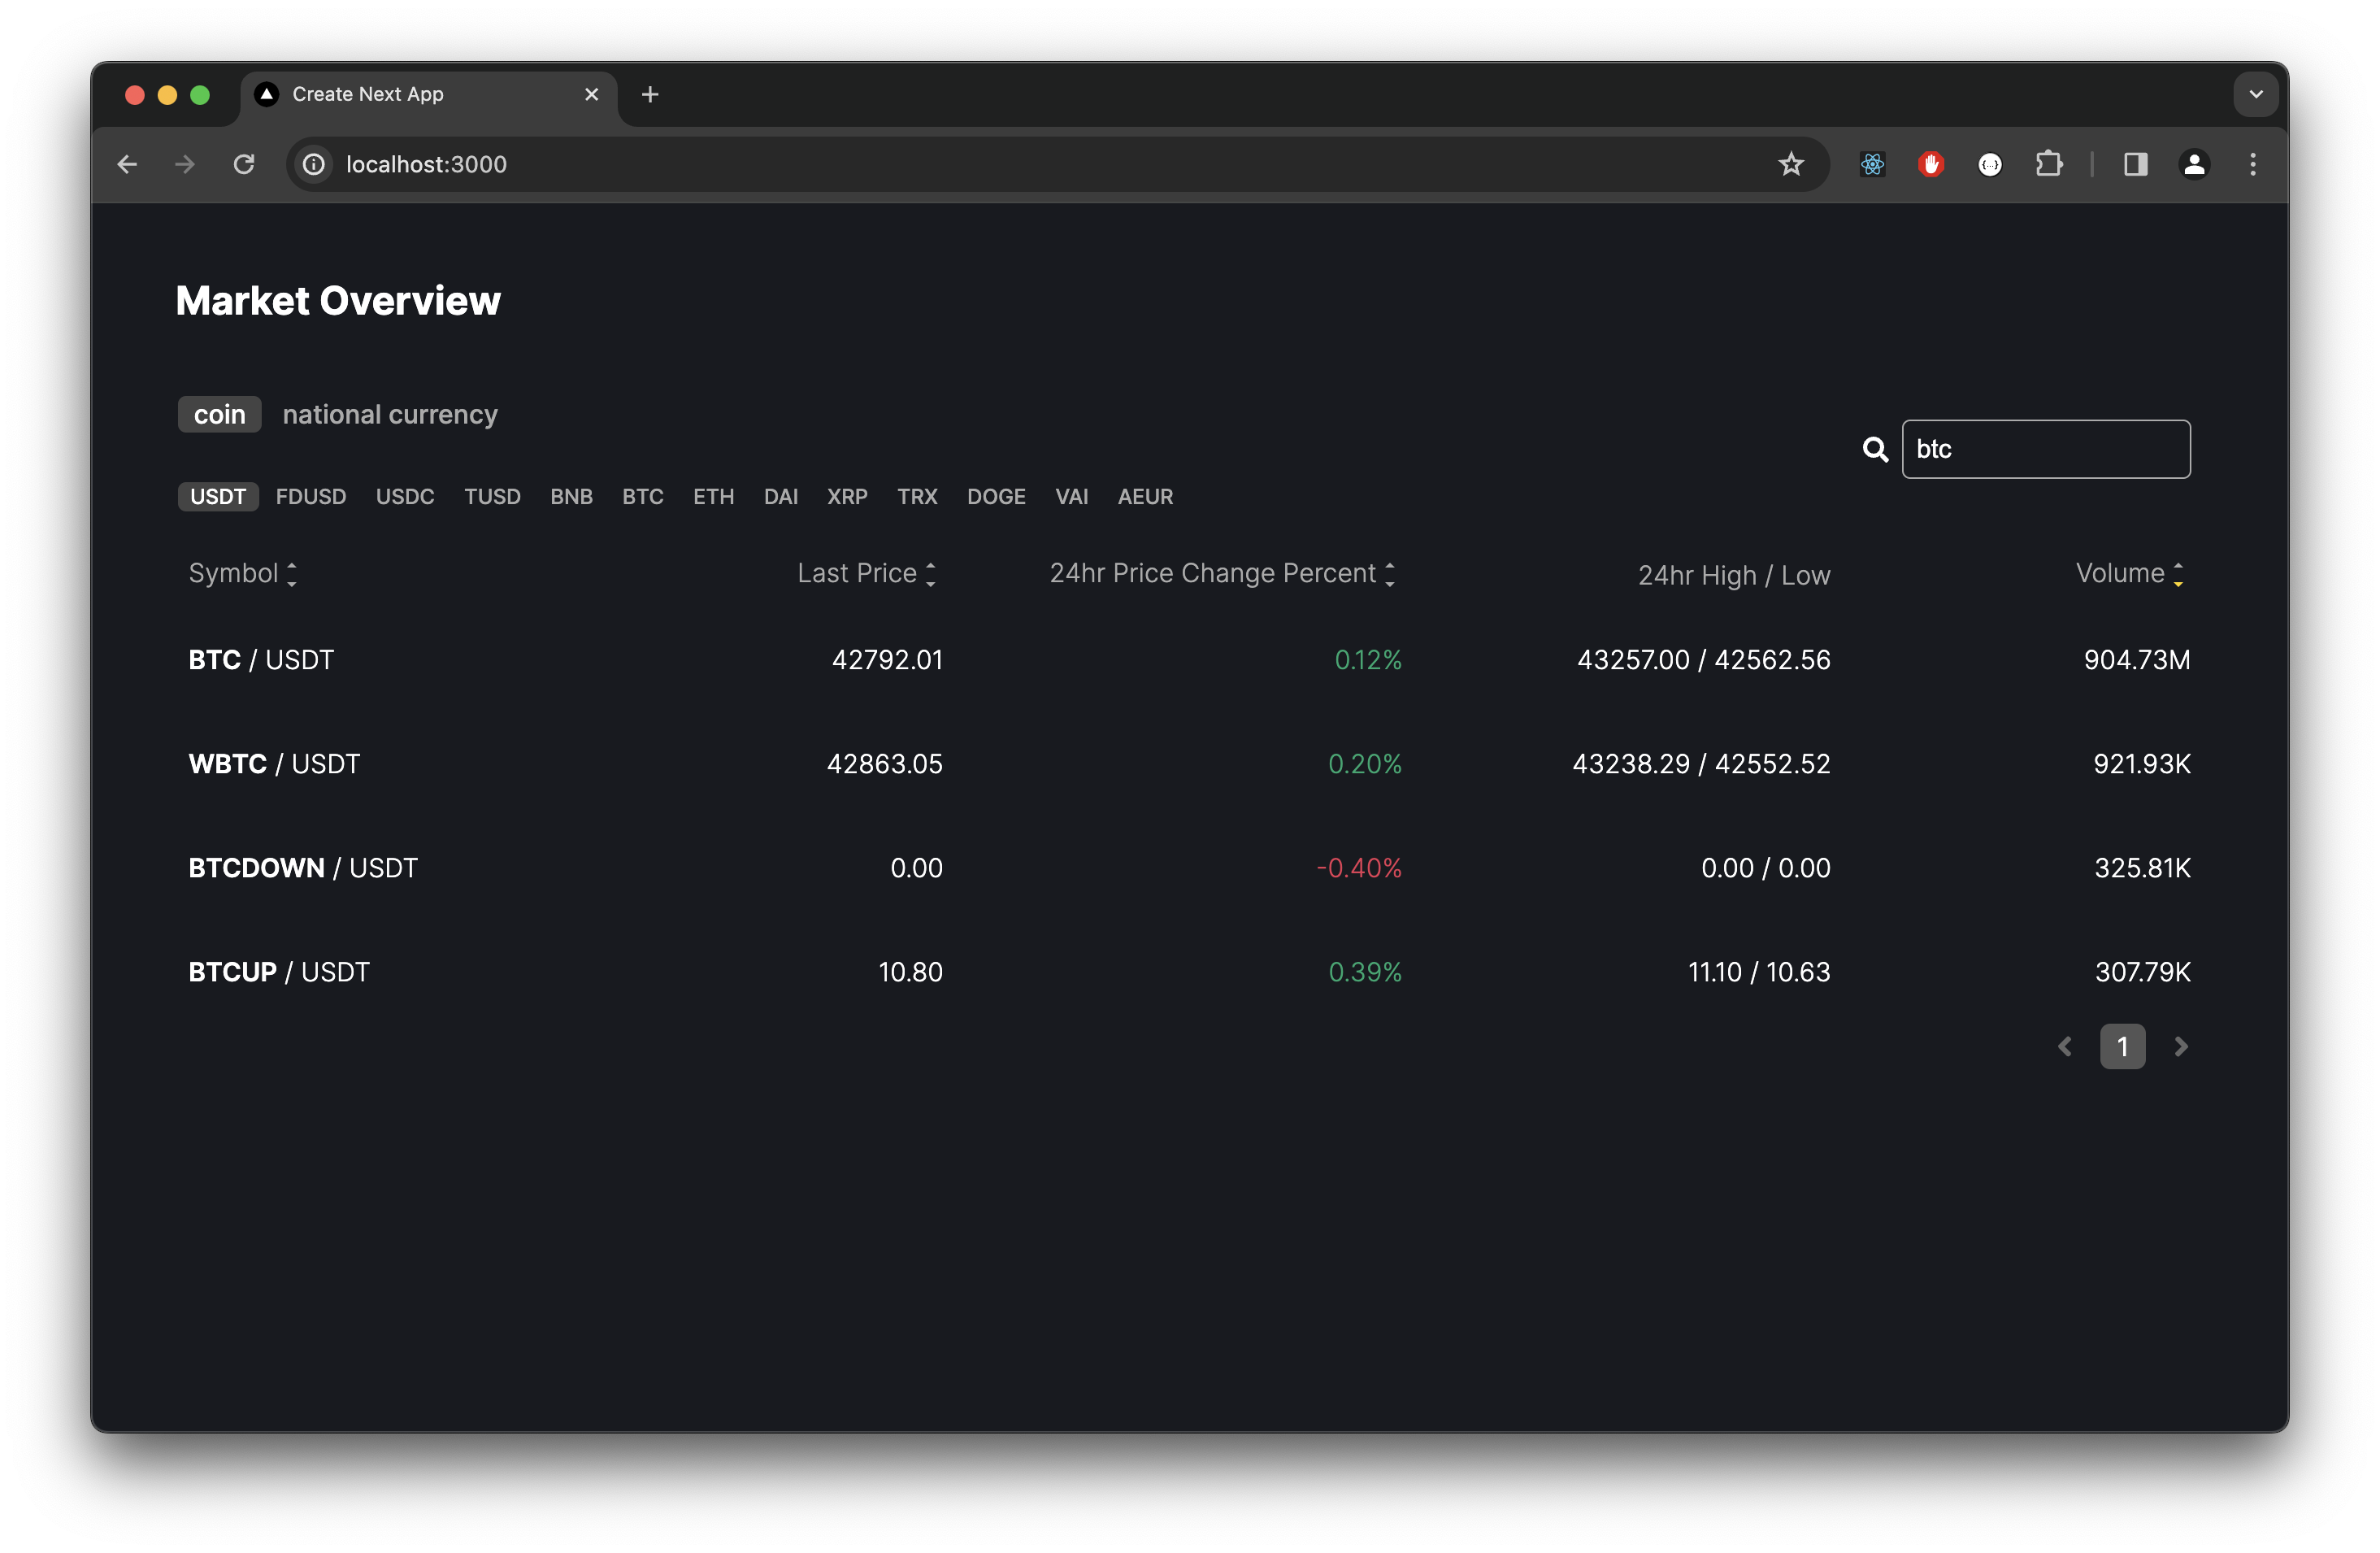 Create Next App
localhost:3000
Market Overview
coin national currency
btc
USDT FDUSD USDC TUSD BNB BTC ETH DAI XRP TRX DOGE VAI AEUR
Symbol Last Price 24hr Price Change Percent 24hr High / Low Volume
BTC / USDT 42792.01 0.12% 43257.00 / 42562.56 904.73M
WBTC / USDT 42863.05 0.20% 43238.29 / 42552.52 921.93K
BTCDOWN / USDT 0.00 -0.40% 0.00 / 0.00 325.81K
BTCUP / USDT 10.80 0.39% 11.10 / 10.63 307.79K
1